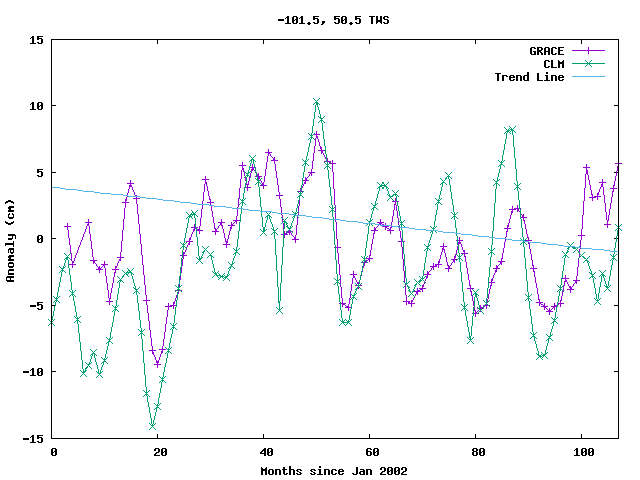 -101.5, 50.5 TWS
GRACE
CLM
Trend Line
15
10
5
0
-5
-10
-15
Anomaly (cm)
0 20 40 60 80 100
Months since Jan 2002